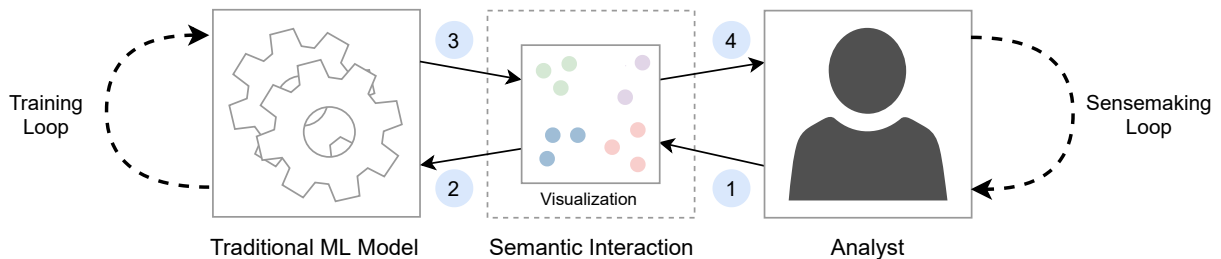 3
4
Training
Loop
Sensemaking
Loop
2
1
Visualization
Traditional ML Model
Semantic Interaction
Analyst